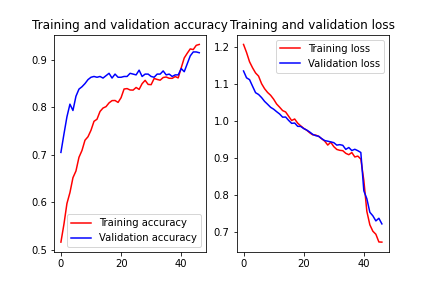 Training and validation accuracy
0.9
0.8
0.7
0.6
0.5
0
20
40
Training accuracy
Validation accuracy
Training and validation loss
1.2
1.1
1.0
0.9
0.8
0.7
0
20
40
Training loss
Validation loss